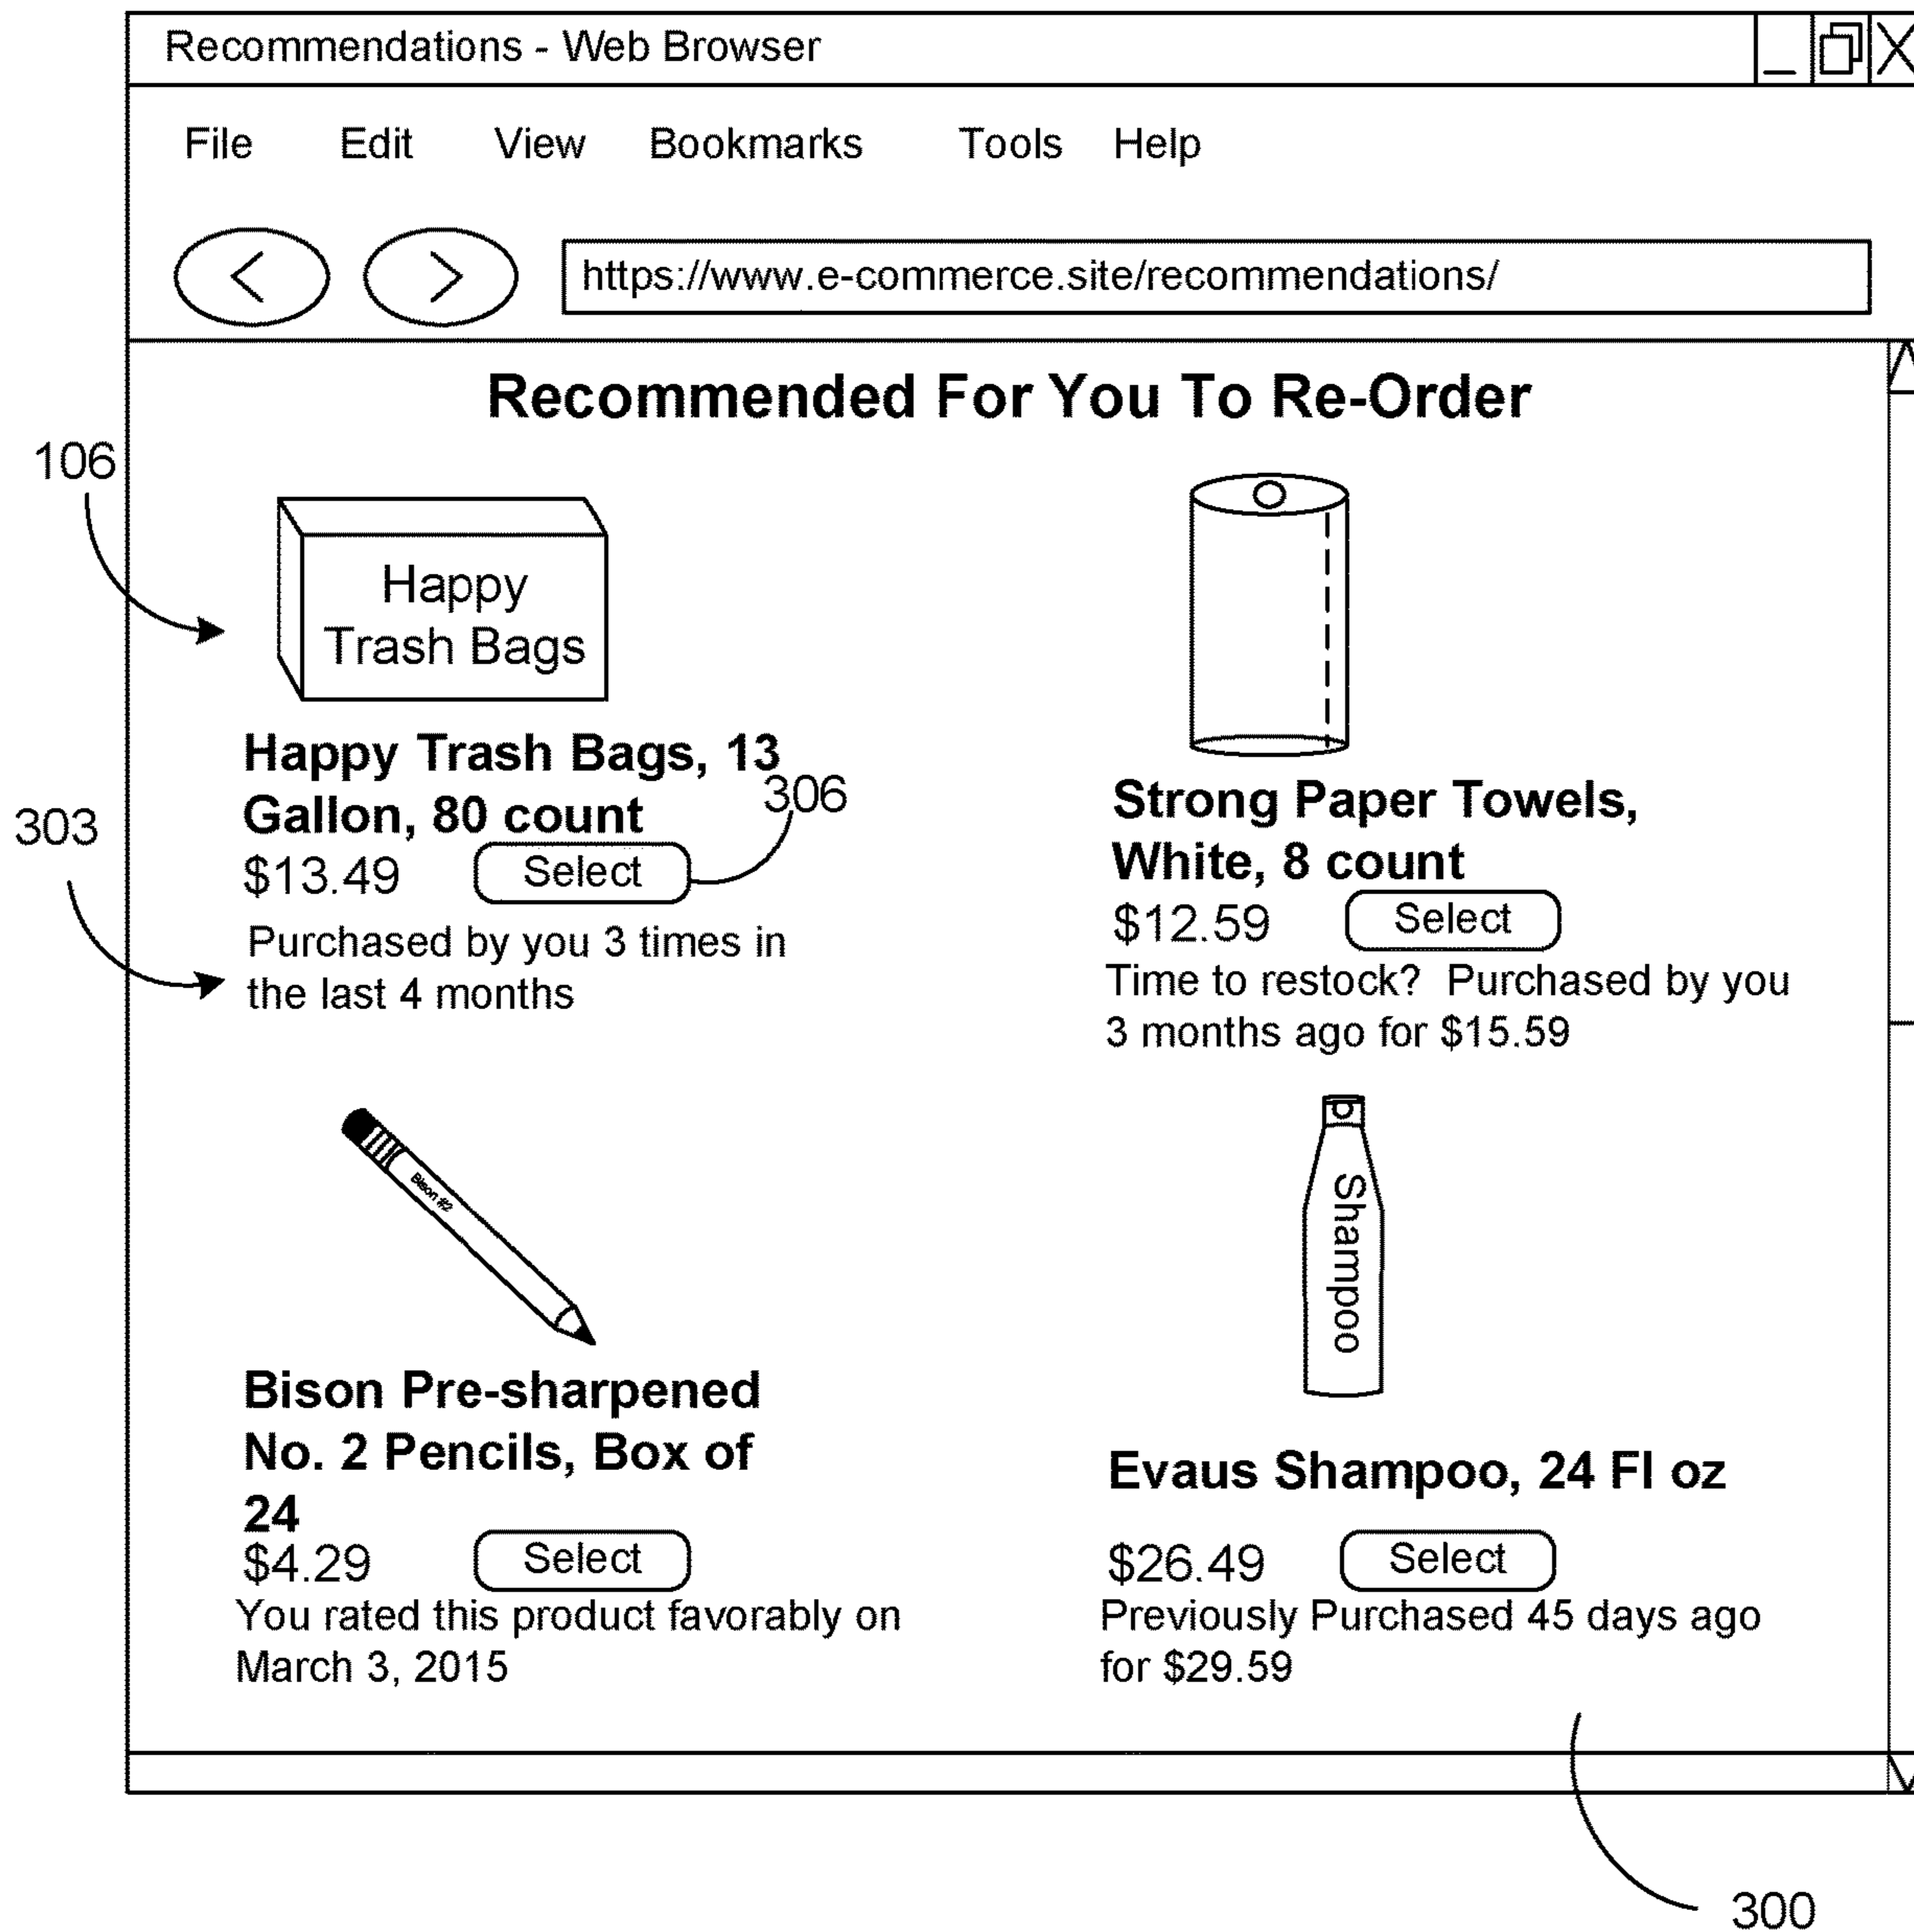 Recommendations - Web Browser
File Edit View Bookmarks Tools Help
https://www.e-commerce.site/recommendations/
Recommended For You To Re-Order
106
Happy
Trash Bags
Happy Trash Bags, 13
Gallon, 80 count
306
303
$13.49 Select
Purchased by you 3 times in
the last 4 months
Strong Paper Towels,
White, 8 count
$12.59 Select
Time to restock? Purchased by you
3 months ago for $15.59
Bison #2
Bison Pre-sharpened
No. 2 Pencils, Box of
24
$4.29 Select
You rated this product favorably on
March 3, 2015
Shampoo
Evaus Shampoo, 24 Fl oz
$26.49 Select
Previously Purchased 45 days ago
for $29.59
300